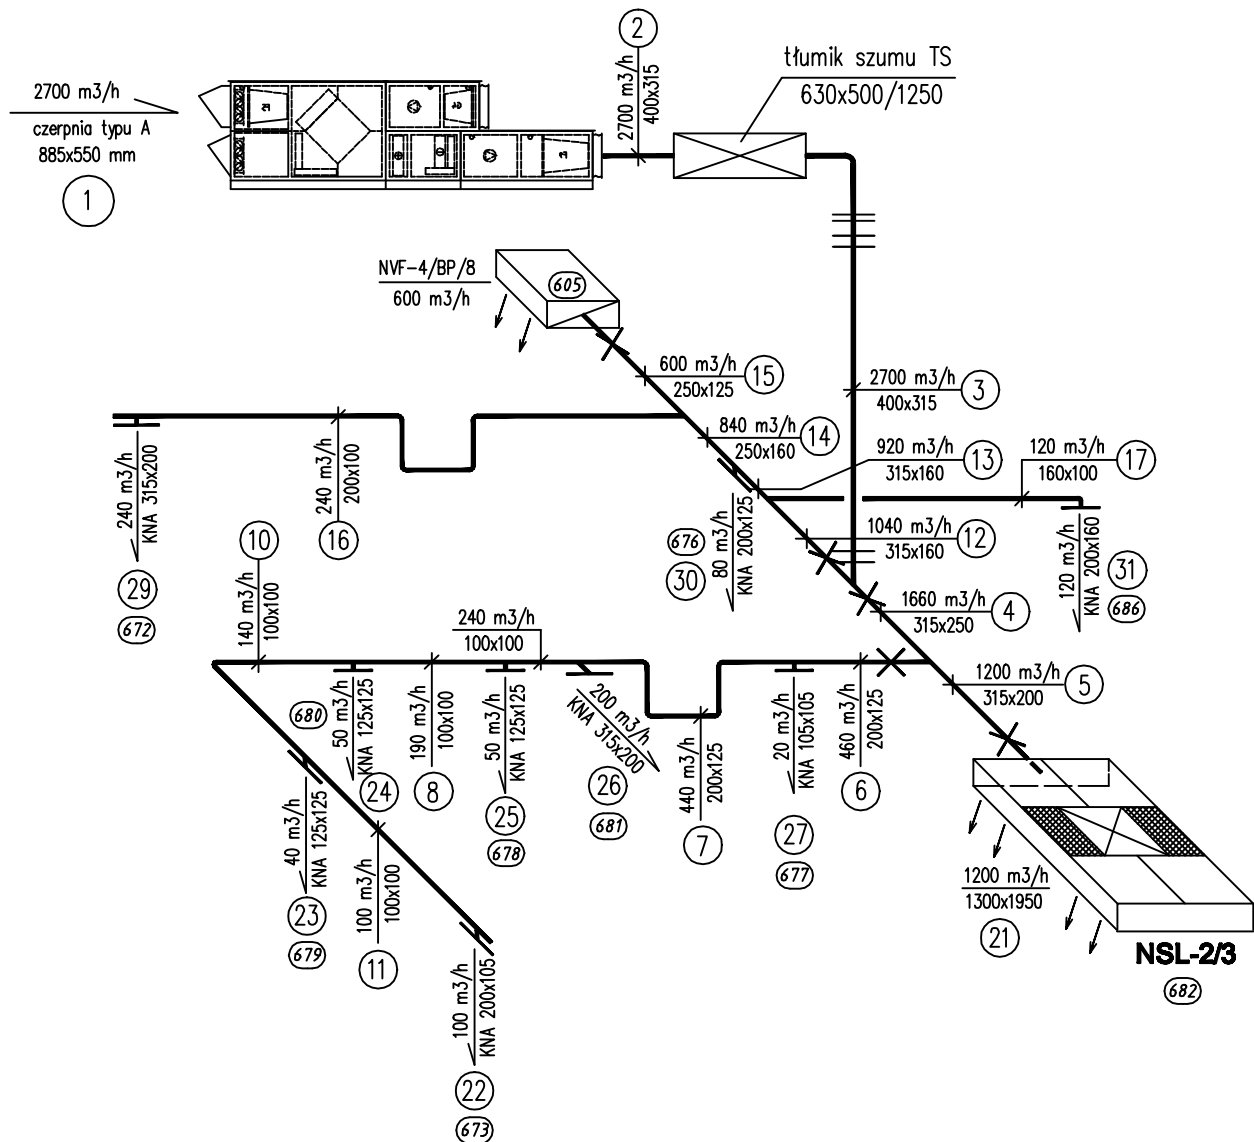 2
2700 m3/h
400x315
tłumik szumu TS
630x500/1250
2700 m3/h
czerpnia typu A
885x550 mm
1
NVF-4/BP/8
600 m3/h
605
600 m3/h
250x125
15
2700 m3/h
400x315
3
840 m3/h
250x160
14
920 m3/h
315x160
13
120 m3/h
160x100
17
240 m3/h
KNA 315x200
29
672
240 m3/h
200x100
16
10
140 m3/h
100x100
676
30
80 m3/h
KNA 200x125
1040 m3/h
315x160
12
120 m3/h
KNA 200x160
31
686
1660 m3/h
315x250
4
240 m3/h
100x100
1200 m3/h
315x200
5
680
50 m3/h
KNA 125x125
24
190 m3/h
100x100
8
50 m3/h
KNA 125x125
25
678
200 m3/h
KNA 315x200
26
681
440 m3/h
200x125
7
20 m3/h
KNA 105x105
27
677
460 m3/h
200x125
6
40 m3/h
KNA 125x125
23
679
100 m3/h
100x100
11
1200 m3/h
1300x1950
21
NSL-2/3
682
100 m3/h
KNA 200x105
22
673